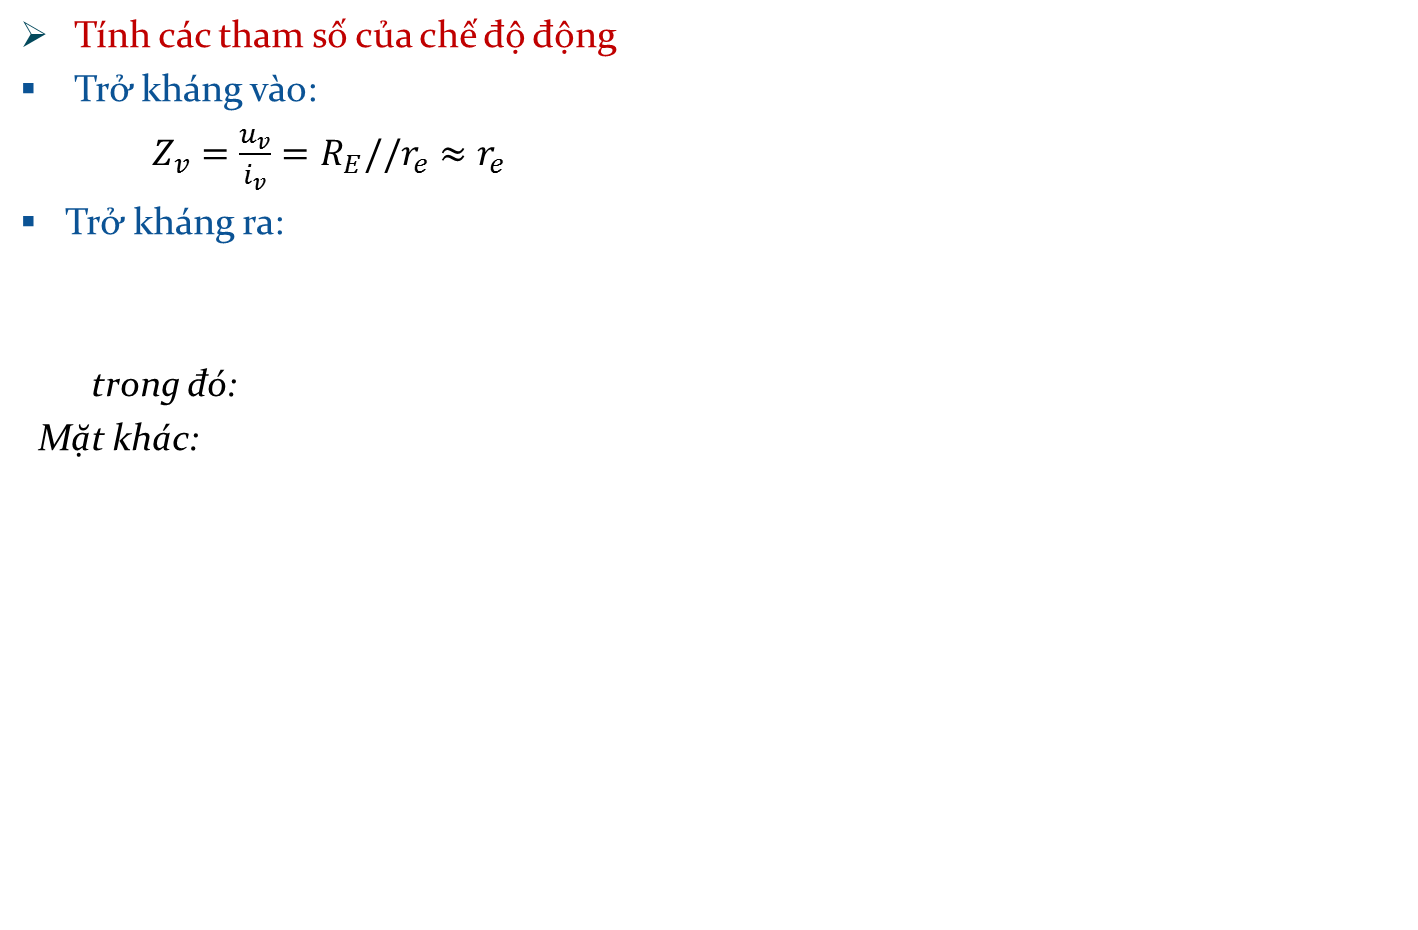 ➢ Tính các tham số của chế độ động
▪ Trở kháng vào:
Z_v = u_v/i_v = R_E//r_e ≈ r_e
▪ Trở kháng ra:
trong đó:
Mặt khác: